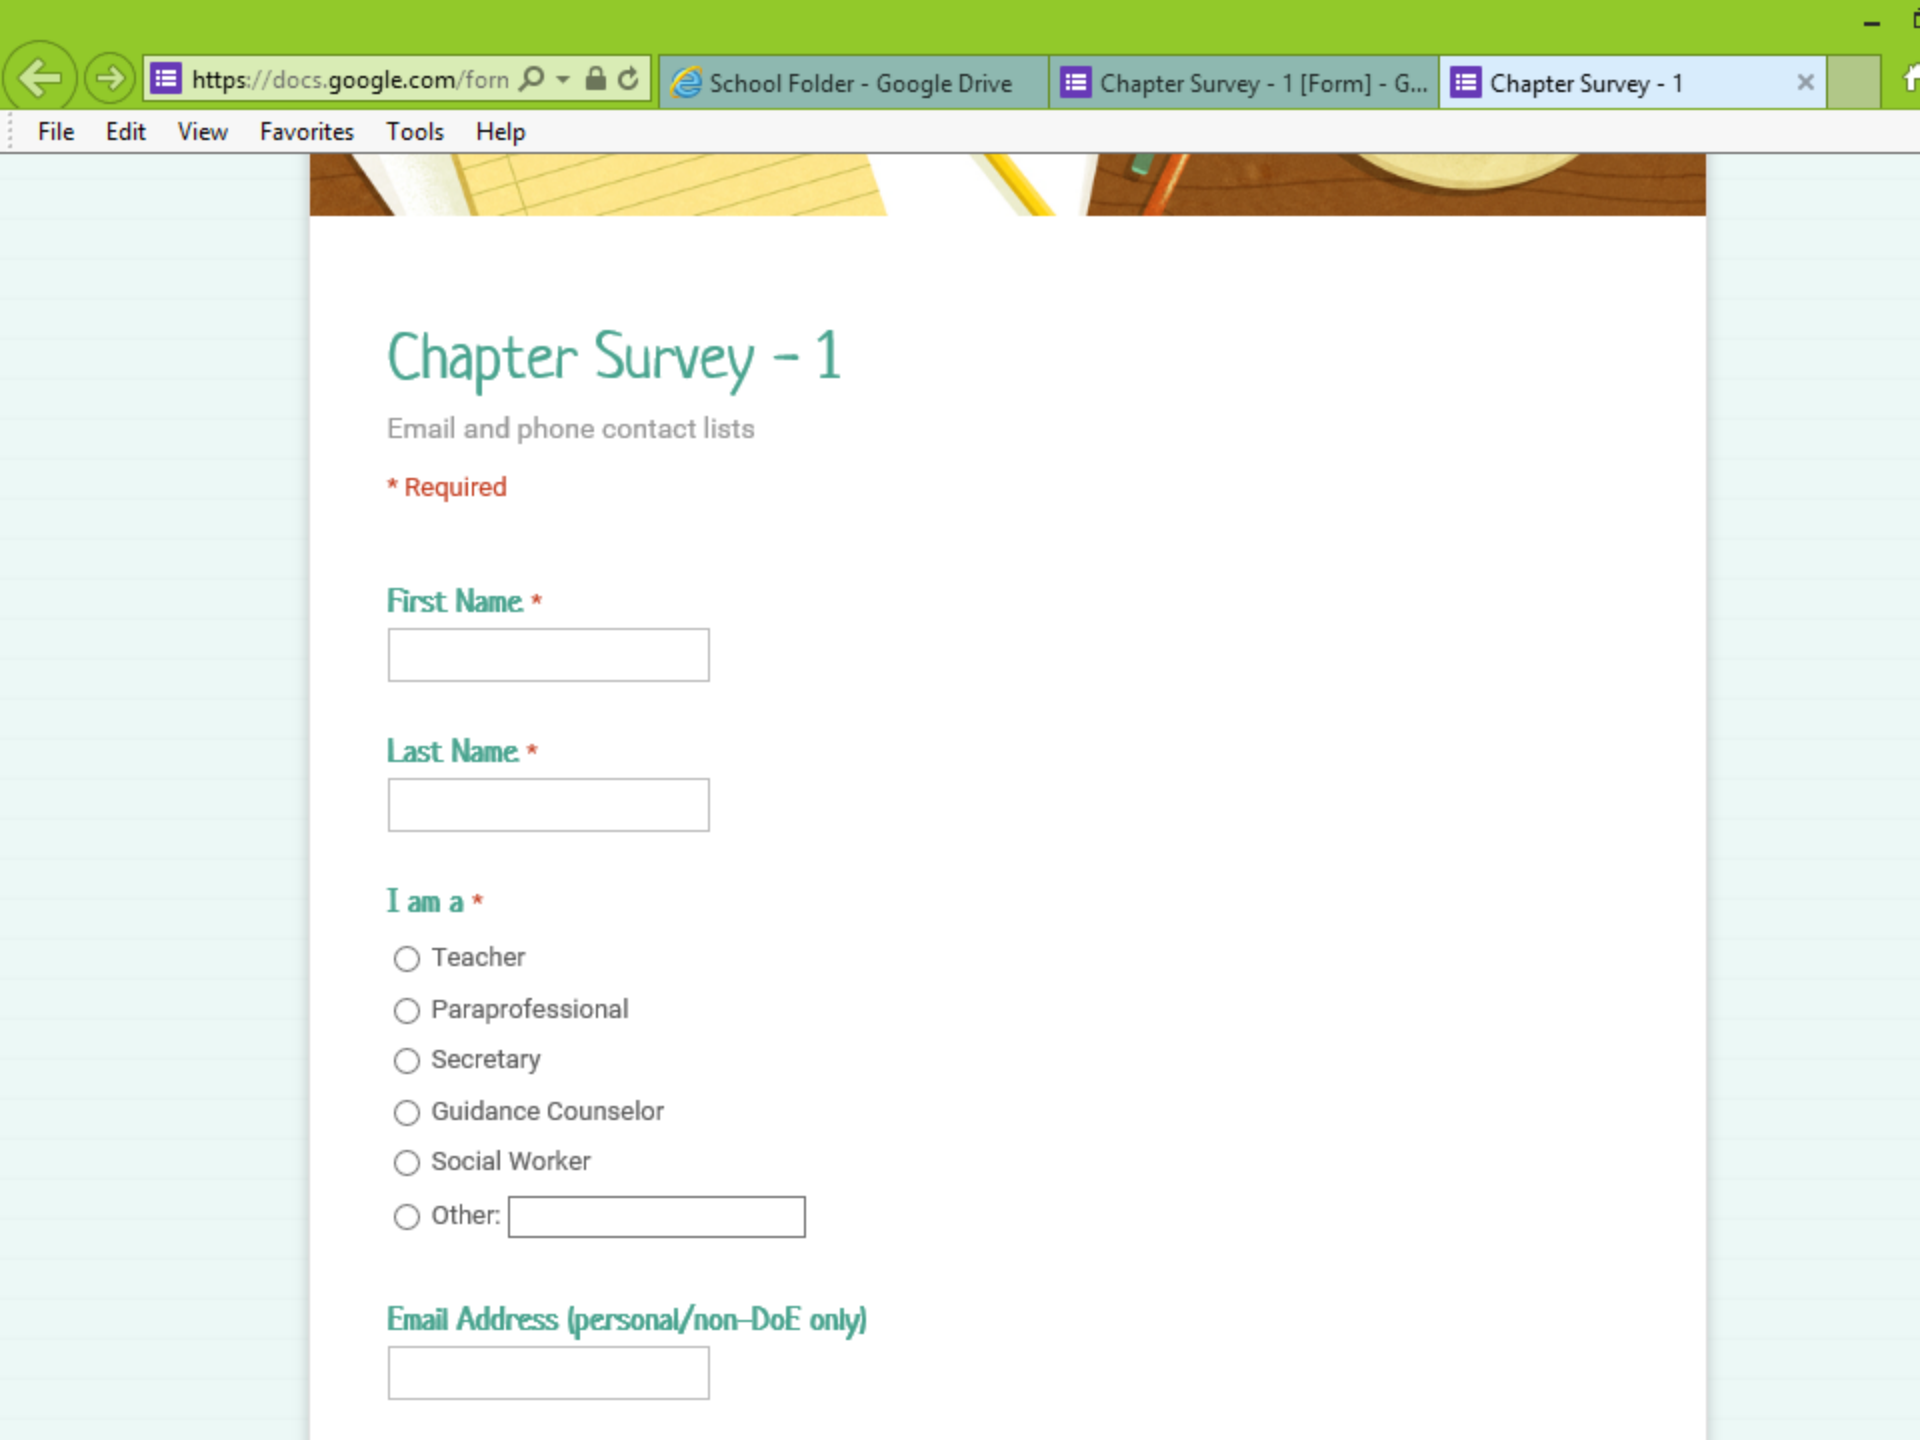 https://docs.google.com/forn
School Folder - Google Drive
Chapter Survey - 1 [Form] - G...
Chapter Survey - 1
File Edit View Favorites Tools Help
Chapter Survey - 1
Email and phone contact lists
* Required
First Name *
Last Name *
I am a *
Teacher
Paraprofessional
Secretary
Guidance Counselor
Social Worker
Other:
Email Address (personal/non-DoE only)